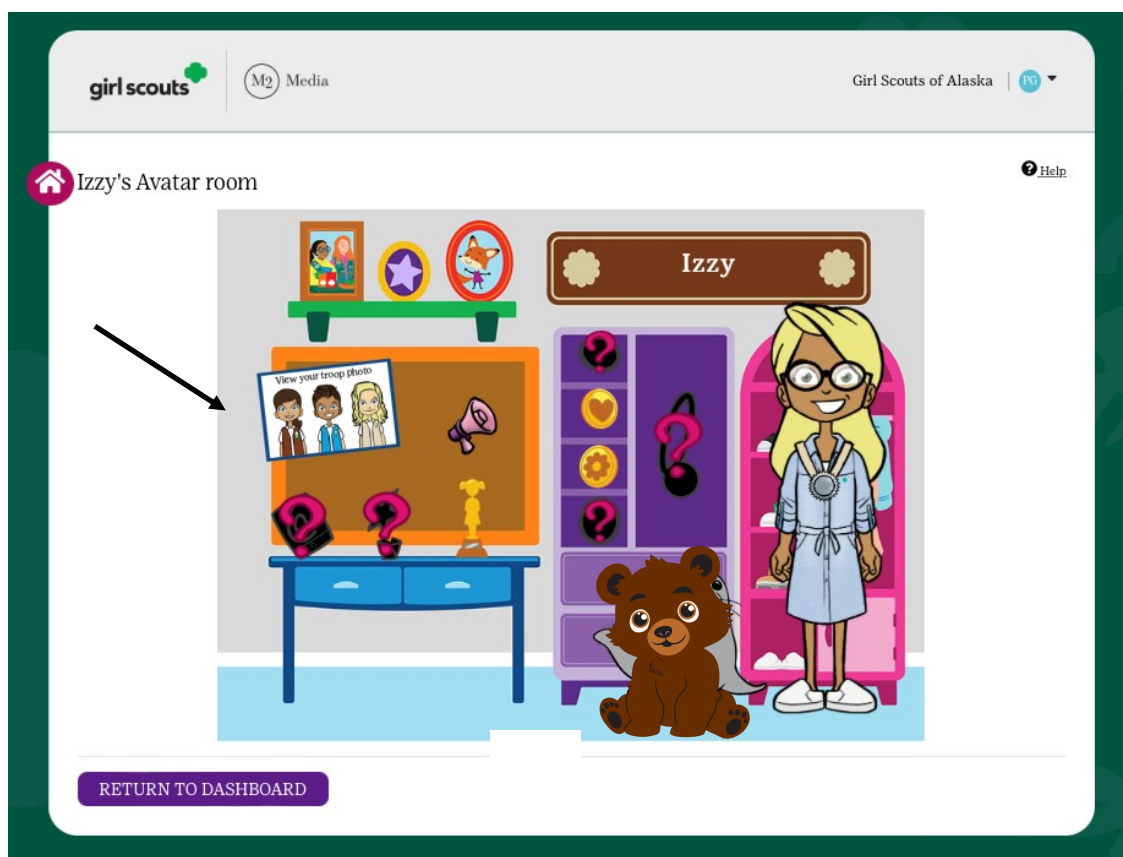 girl scouts
M2 Media
Girl Scouts of Alaska
PG
Izzy's Avatar room
? Help
Izzy
View your troop photo
?
?
?
?
?
RETURN TO DASHBOARD